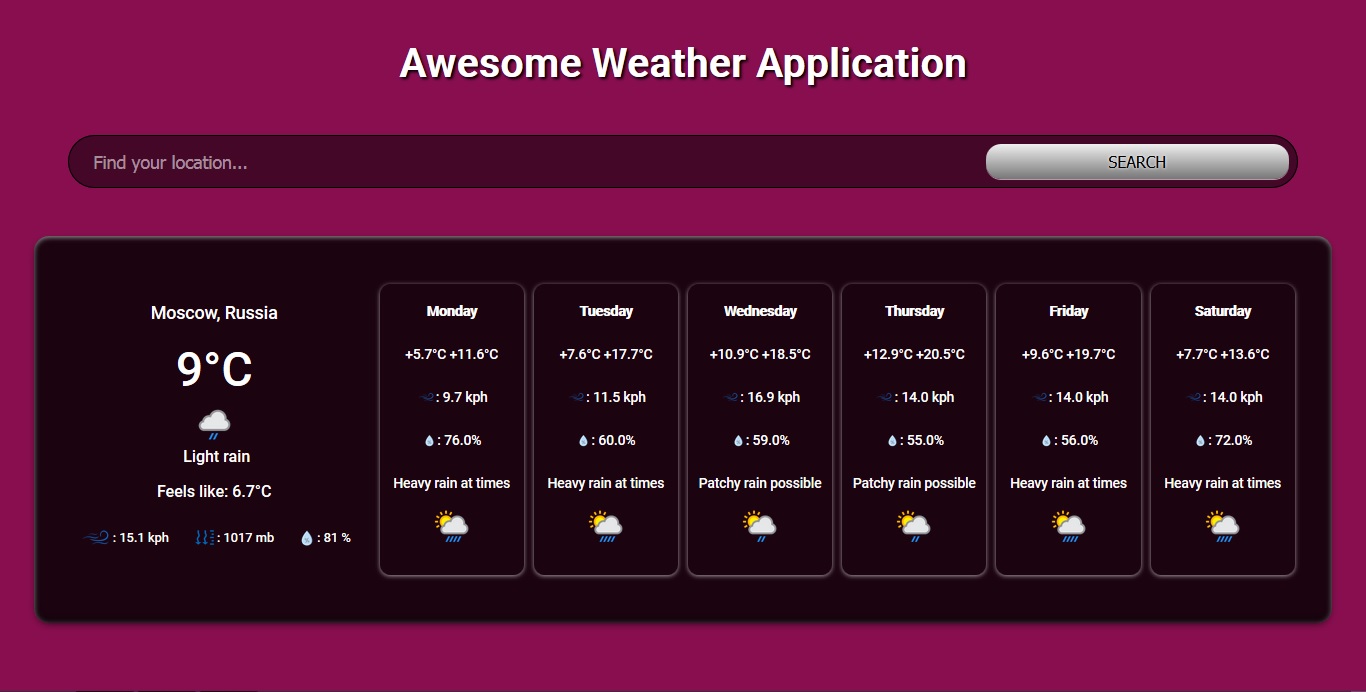 Awesome Weather Application
Find your location...
SEARCH
Moscow, Russia
9°C
Light rain
Feels like: 6.7°C
: 15.1 kph
: 1017 mb
: 81 %
Monday
+5.7°C +11.6°C
: 9.7 kph
: 76.0%
Heavy rain at times
Tuesday
+7.6°C +17.7°C
: 11.5 kph
: 60.0%
Heavy rain at times
Wednesday
+10.9°C +18.5°C
: 16.9 kph
: 59.0%
Patchy rain possible
Thursday
+12.9°C +20.5°C
: 14.0 kph
: 55.0%
Patchy rain possible
Friday
+9.6°C +19.7°C
: 14.0 kph
: 56.0%
Heavy rain at times
Saturday
+7.7°C +13.6°C
: 14.0 kph
: 72.0%
Heavy rain at times